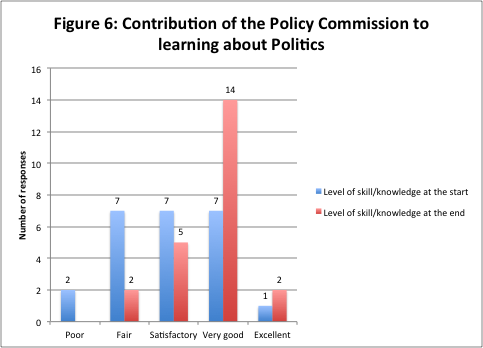 Figure 6: Contribution of the Policy Commission to
learning about Politics
16
14
12
10
8
6
4
2
0
Number of responses
2
7
2
7
5
7
14
1
2
Poor
Fair
Satisfactory
Very good
Excellent
Level of skill/knowledge at the start
Level of skill/knowledge at the end